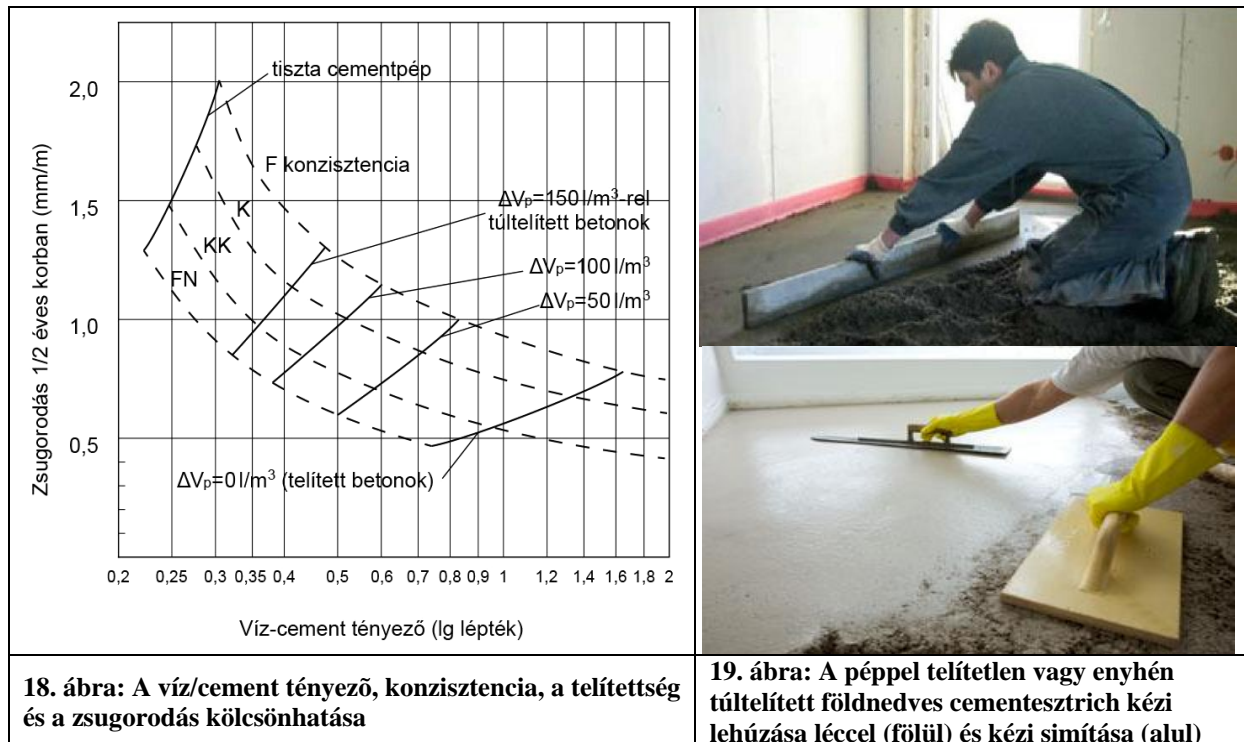 2,0
1,5
1,0
0,5
Zsugorodás 1/2 éves korban (mm/m)
tiszta cementpép
F konzisztencia
K
KK
FN
ΔVp=150 l/m³-rel
túltelített betonok
ΔVp=100 l/m³
ΔVp=50 l/m³
ΔVp=0 l/m³ (telített betonok)
0,2 0,25 0,3 0,35 0,4 0,5 0,6 0,7 0,8 0,9 1 1,2 1,4 1,6 1,8 2
Víz-cement tényező (lg lépték)
18. ábra: A víz/cement tényezõ, konzisztencia, a telítettség
és a zsugorodás kölcsönhatása
19. ábra: A péppel telítetlen vagy enyhén
túltelített földnedves cementesztrich kézi
lehúzása léccel (fölül) és kézi simítása (alul)